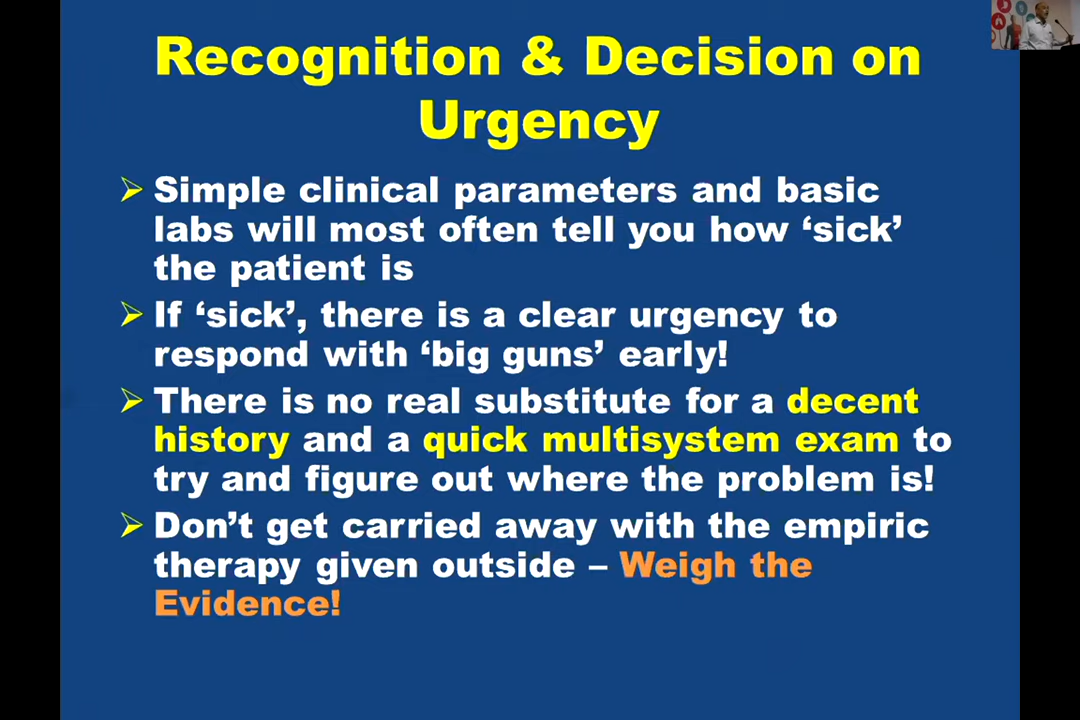 Recognition & Decision on
Urgency
➢ Simple clinical parameters and basic
labs will most often tell you how ‘sick’
the patient is
➢ If ‘sick’, there is a clear urgency to
respond with ‘big guns’ early!
➢ There is no real substitute for a decent
history and a quick multisystem exam to
try and figure out where the problem is!
➢ Don’t get carried away with the empiric
therapy given outside – Weigh the
Evidence!